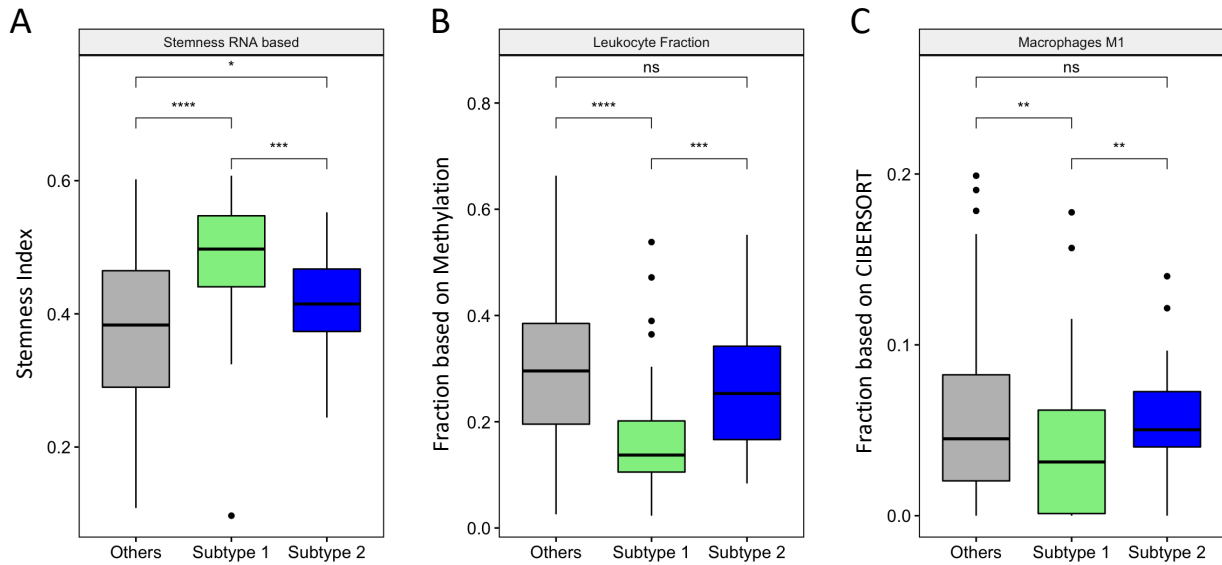 A
Stemness RNA based
*
****
***
Stemness Index
0.6
0.4
0.2
Others
Subtype 1
Subtype 2
B
Leukocyte Fraction
ns
****
***
Fraction based on Methylation
0.8
0.6
0.4
0.2
0.0
Others
Subtype 1
Subtype 2
C
Macrophages M1
ns
**
**
Fraction based on CIBERSORT
0.2
0.1
0.0
Others
Subtype 1
Subtype 2